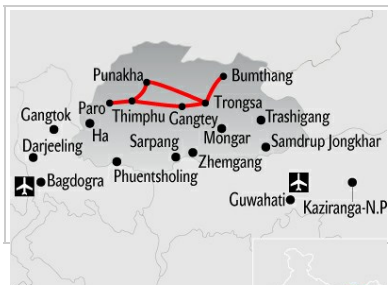 Punakha
Bumthang
Paro
Thimphu
Gangtey
Trongsa
Gangtok
Ha
Sarpang
Mongar
Trashigang
Darjeeling
Zhemgang
Samdrup Jongkhar
Bagdogra
Phuentsholing
Guwahati
Kaziranga-N.P